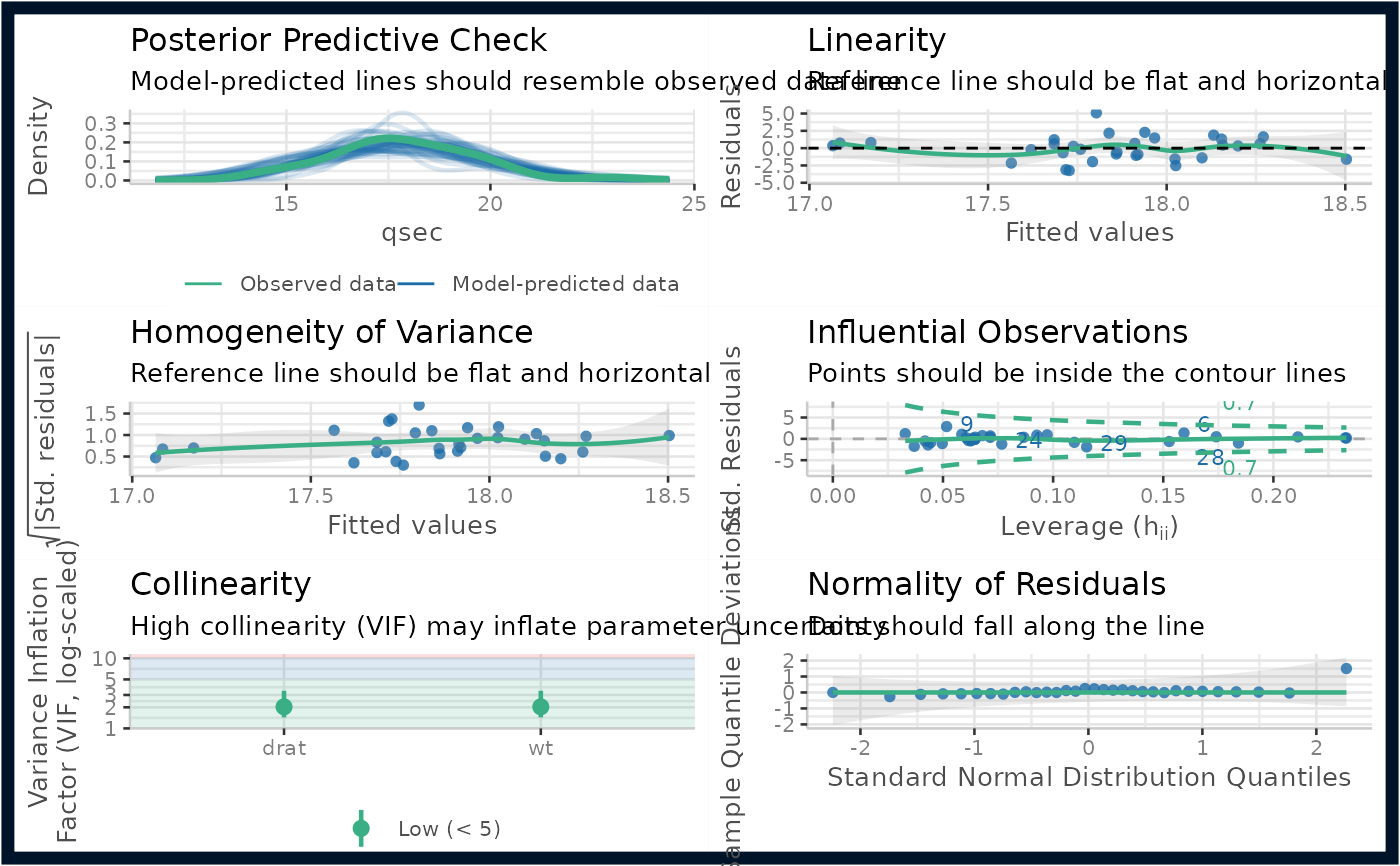 Posterior Predictive Check
Model-predicted lines should resemble observed data line
Density
0.3
0.2
0.1
0.0
15
20
25
qsec
Observed data
Model-predicted data
Linearity
Reference line should be flat and horizontal
Residuals
5.0
2.5
0.0
-2.5
-5.0
17.0
17.5
18.0
18.5
Fitted values
Homogeneity of Variance
Reference line should be flat and horizontal
√|Std. residuals|
1.5
1.0
0.5
17.0
17.5
18.0
18.5
Fitted values
Influential Observations
Points should be inside the contour lines
Std. Residuals
5
0
-5
0.7
9
6
24
29
28
0.7
0.00
0.05
0.10
0.15
0.20
Leverage (hii)
Collinearity
High collinearity (VIF) may inflate parameter uncertainty
Variance Inflation
Factor (VIF, log-scaled)
10
5
3
2
1
drat
wt
Low (< 5)
Normality of Residuals
Dots should fall along the line
Sample Quantile Deviations
2
1
0
-1
-2
-2
-1
0
1
2
Standard Normal Distribution Quantiles